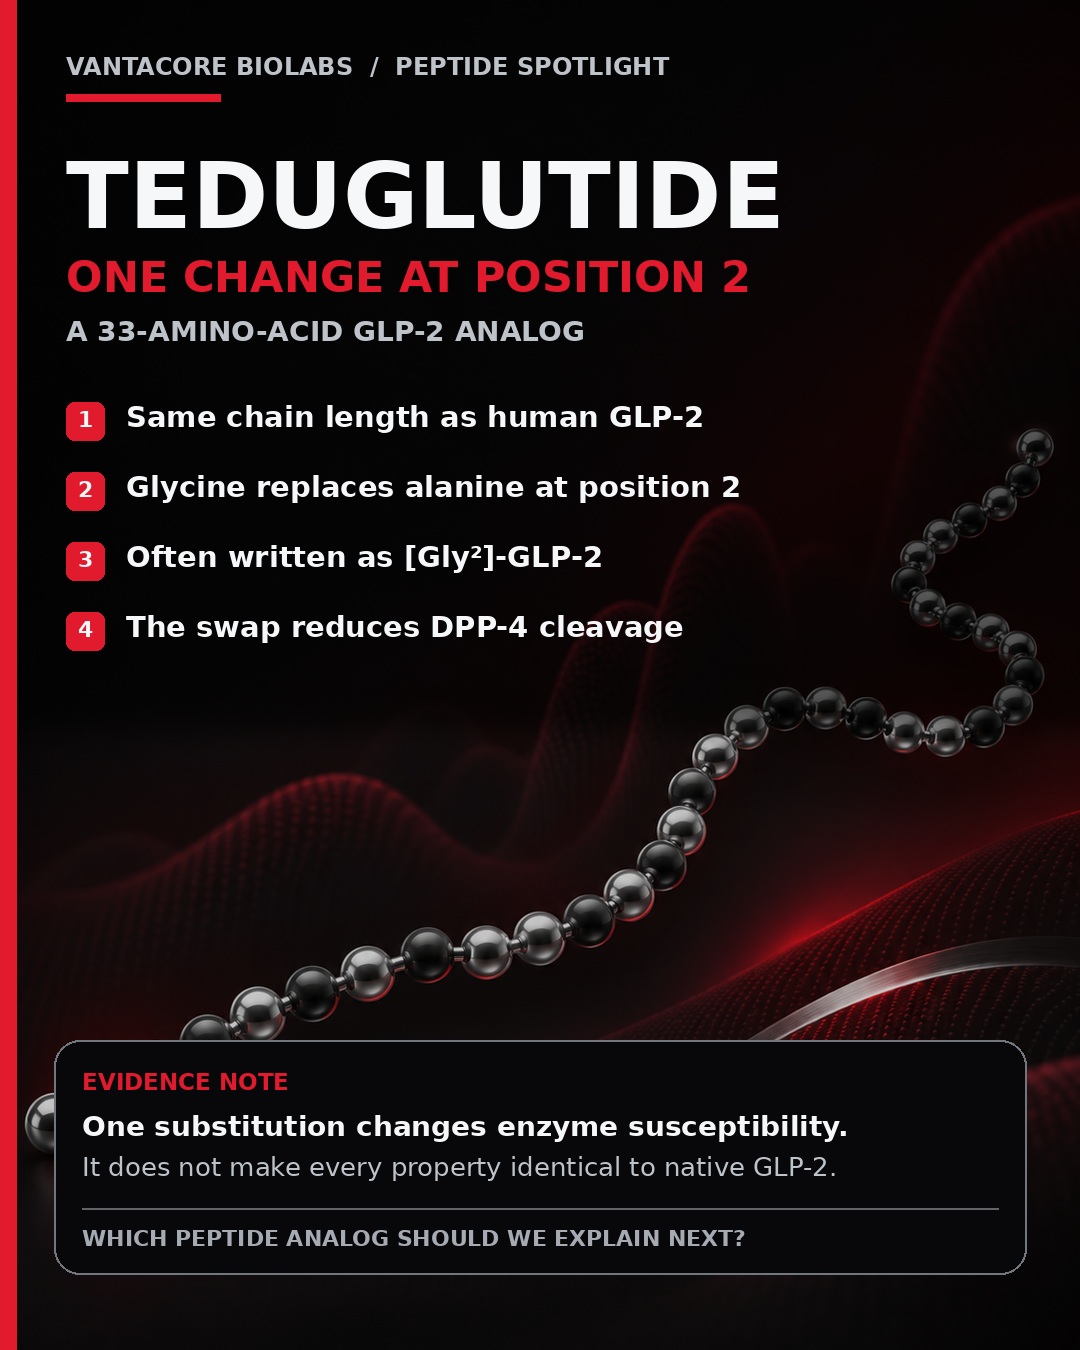 VANTACORE BIOLABS / PEPTIDE SPOTLIGHT
TEDUGLUTIDE
ONE CHANGE AT POSITION 2
A 33-AMINO-ACID GLP-2 ANALOG
1 Same chain length as human GLP-2
2 Glycine replaces alanine at position 2
3 Often written as [Gly²]-GLP-2
4 The swap reduces DPP-4 cleavage
EVIDENCE NOTE
One substitution changes enzyme susceptibility.
It does not make every property identical to native GLP-2.
WHICH PEPTIDE ANALOG SHOULD WE EXPLAIN NEXT?